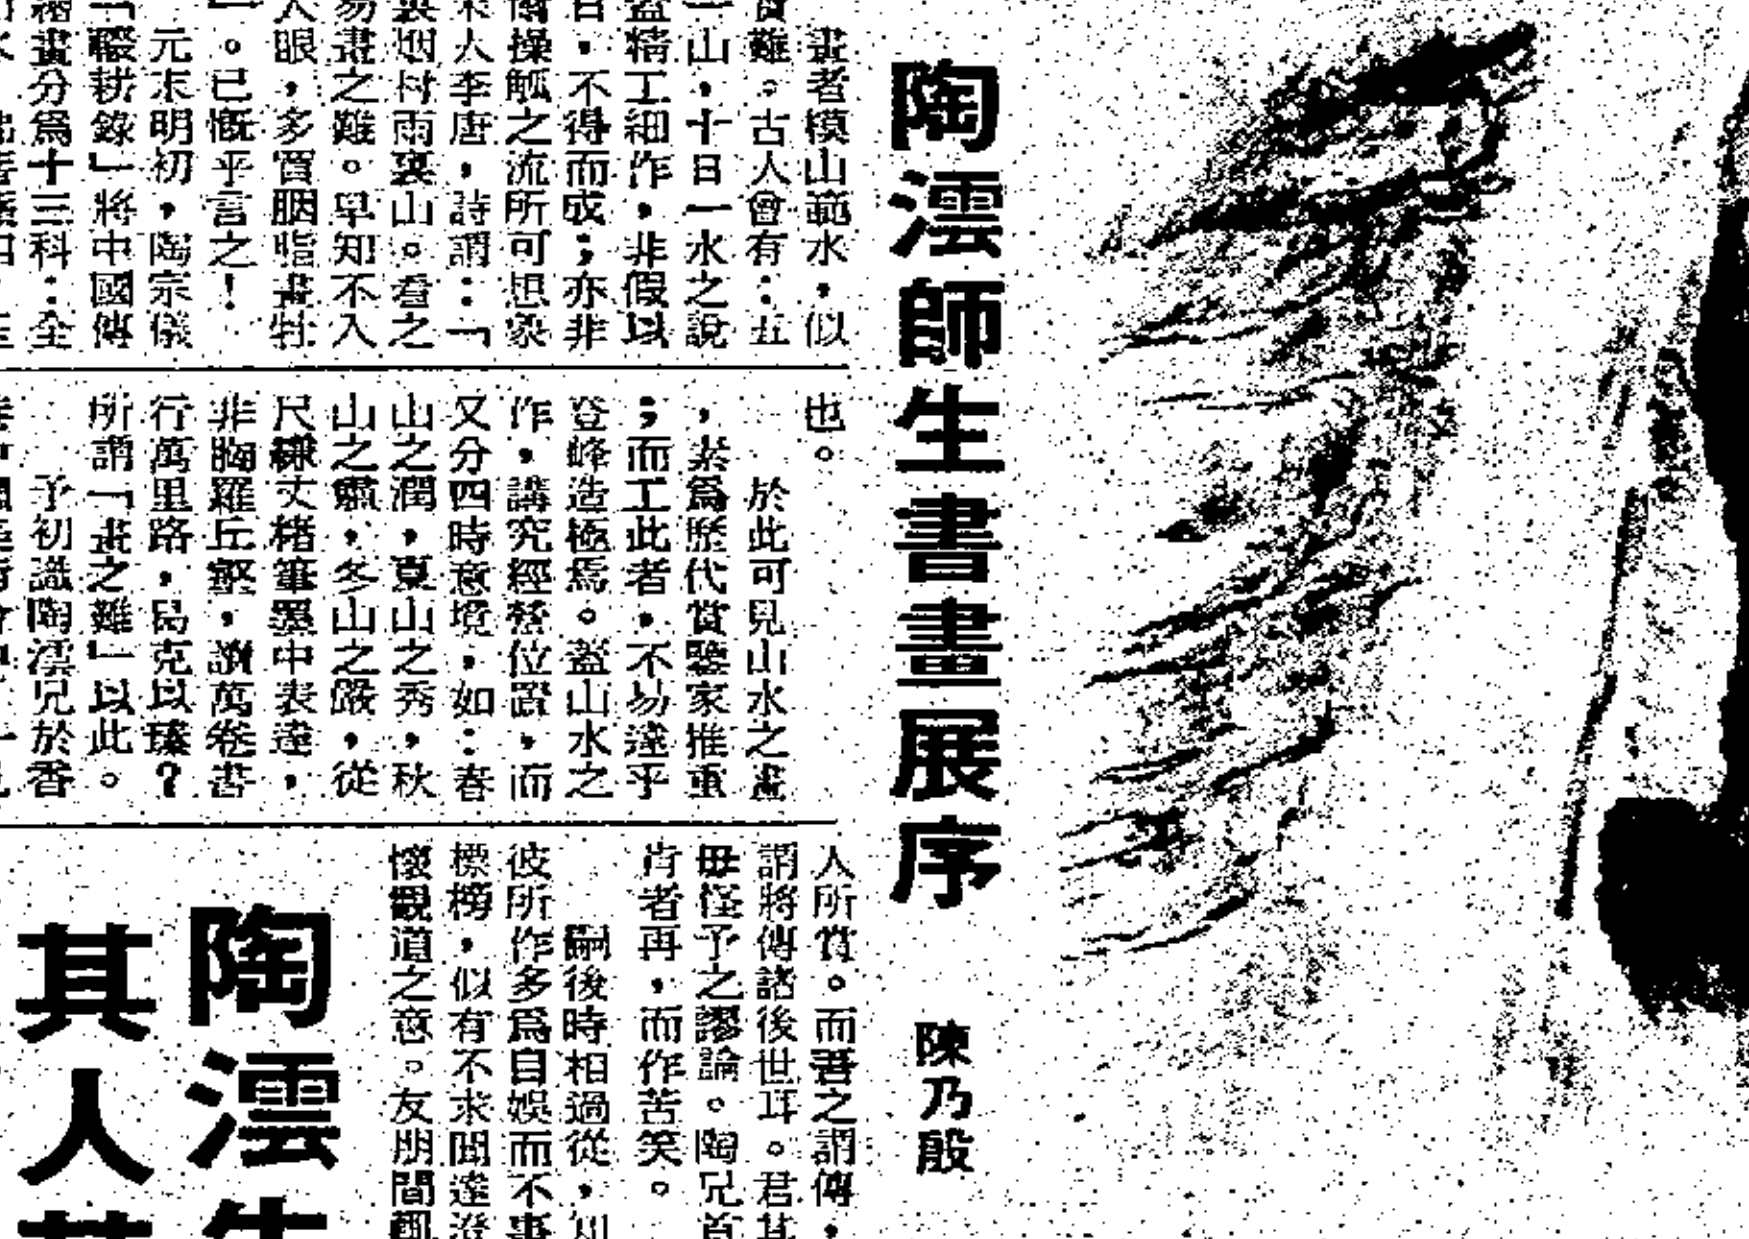 陶澐師生書畫展序
陳乃殷
畫者模山範水,似
難。古人曾有:五
一山,十日一水之說
蓋精工細作,非假以
日,不得而成;亦非
操觚之流所可想象
宋人李唐,詩謂:「
裏烟村雨裏山。看之
易畫之難。早知不入
人眼,多買胭脂畫牡
」。已慨乎言之!
元末明初,陶宗儀
「輟耕錄」將中國傳
畫分爲十三科:全
也。
於此可見山水之畫
,素爲歷代賞鑒家推重
;而工此者,不易達乎
登峰造極焉。蓋山水之
作,講究經營位置,而
又分四時意境,如:春
山之潤,夏山之秀,秋
山之肅,冬山之嚴,從
尺縑丈楮筆墨中表達,
非胸羅丘壑,讀萬卷書
行萬里路,曷克以臻?
所謂「畫之難」以此。
予初識陶澐兄於香
人所賞。而吾之謂傳,
謂將傳諸後世耳。君其
毋怪予之謬論。陶兄首
肯者再,而作苦笑。
嗣後時相過從,知
彼所作多爲自娛而不事
標榜,似有不求聞達澄
懷觀道之意。友朋間
陶澐
其人